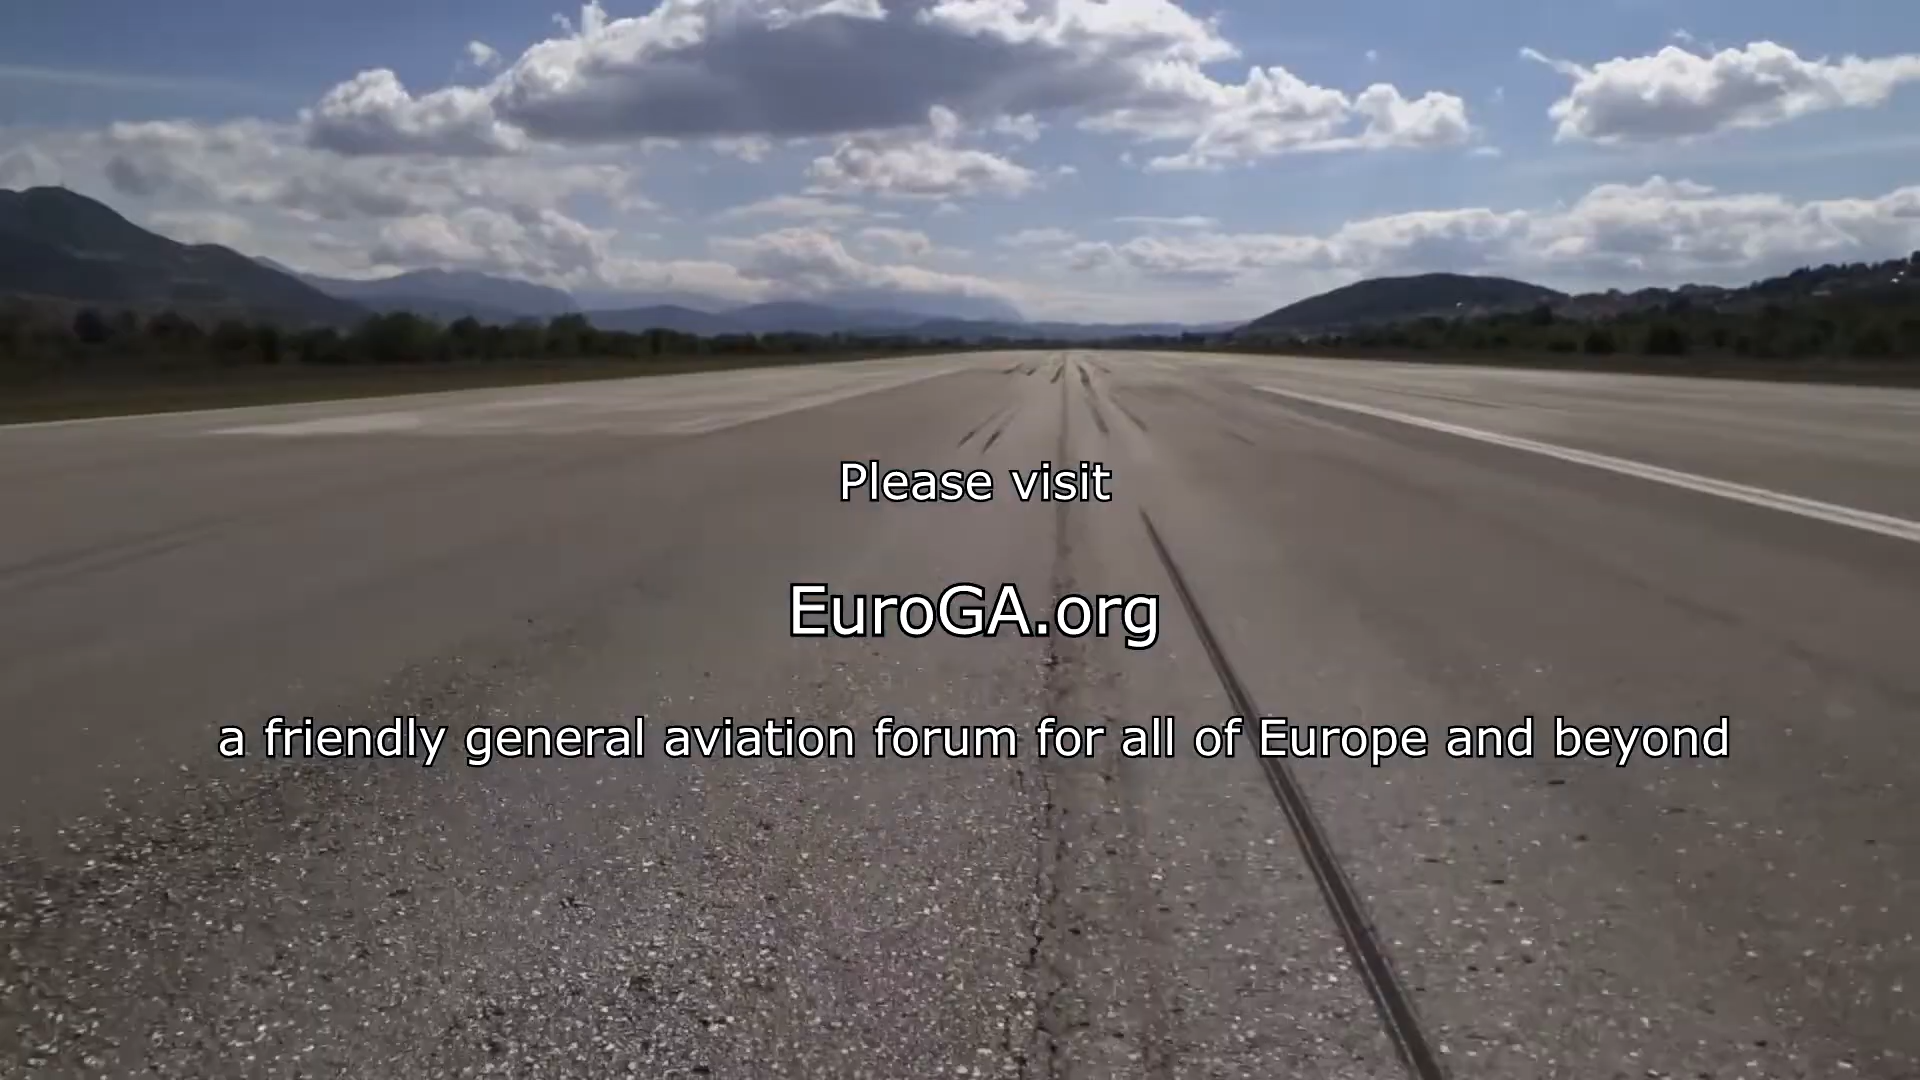 Please visit
EuroGA.org
a friendly general aviation forum for all of Europe and beyond